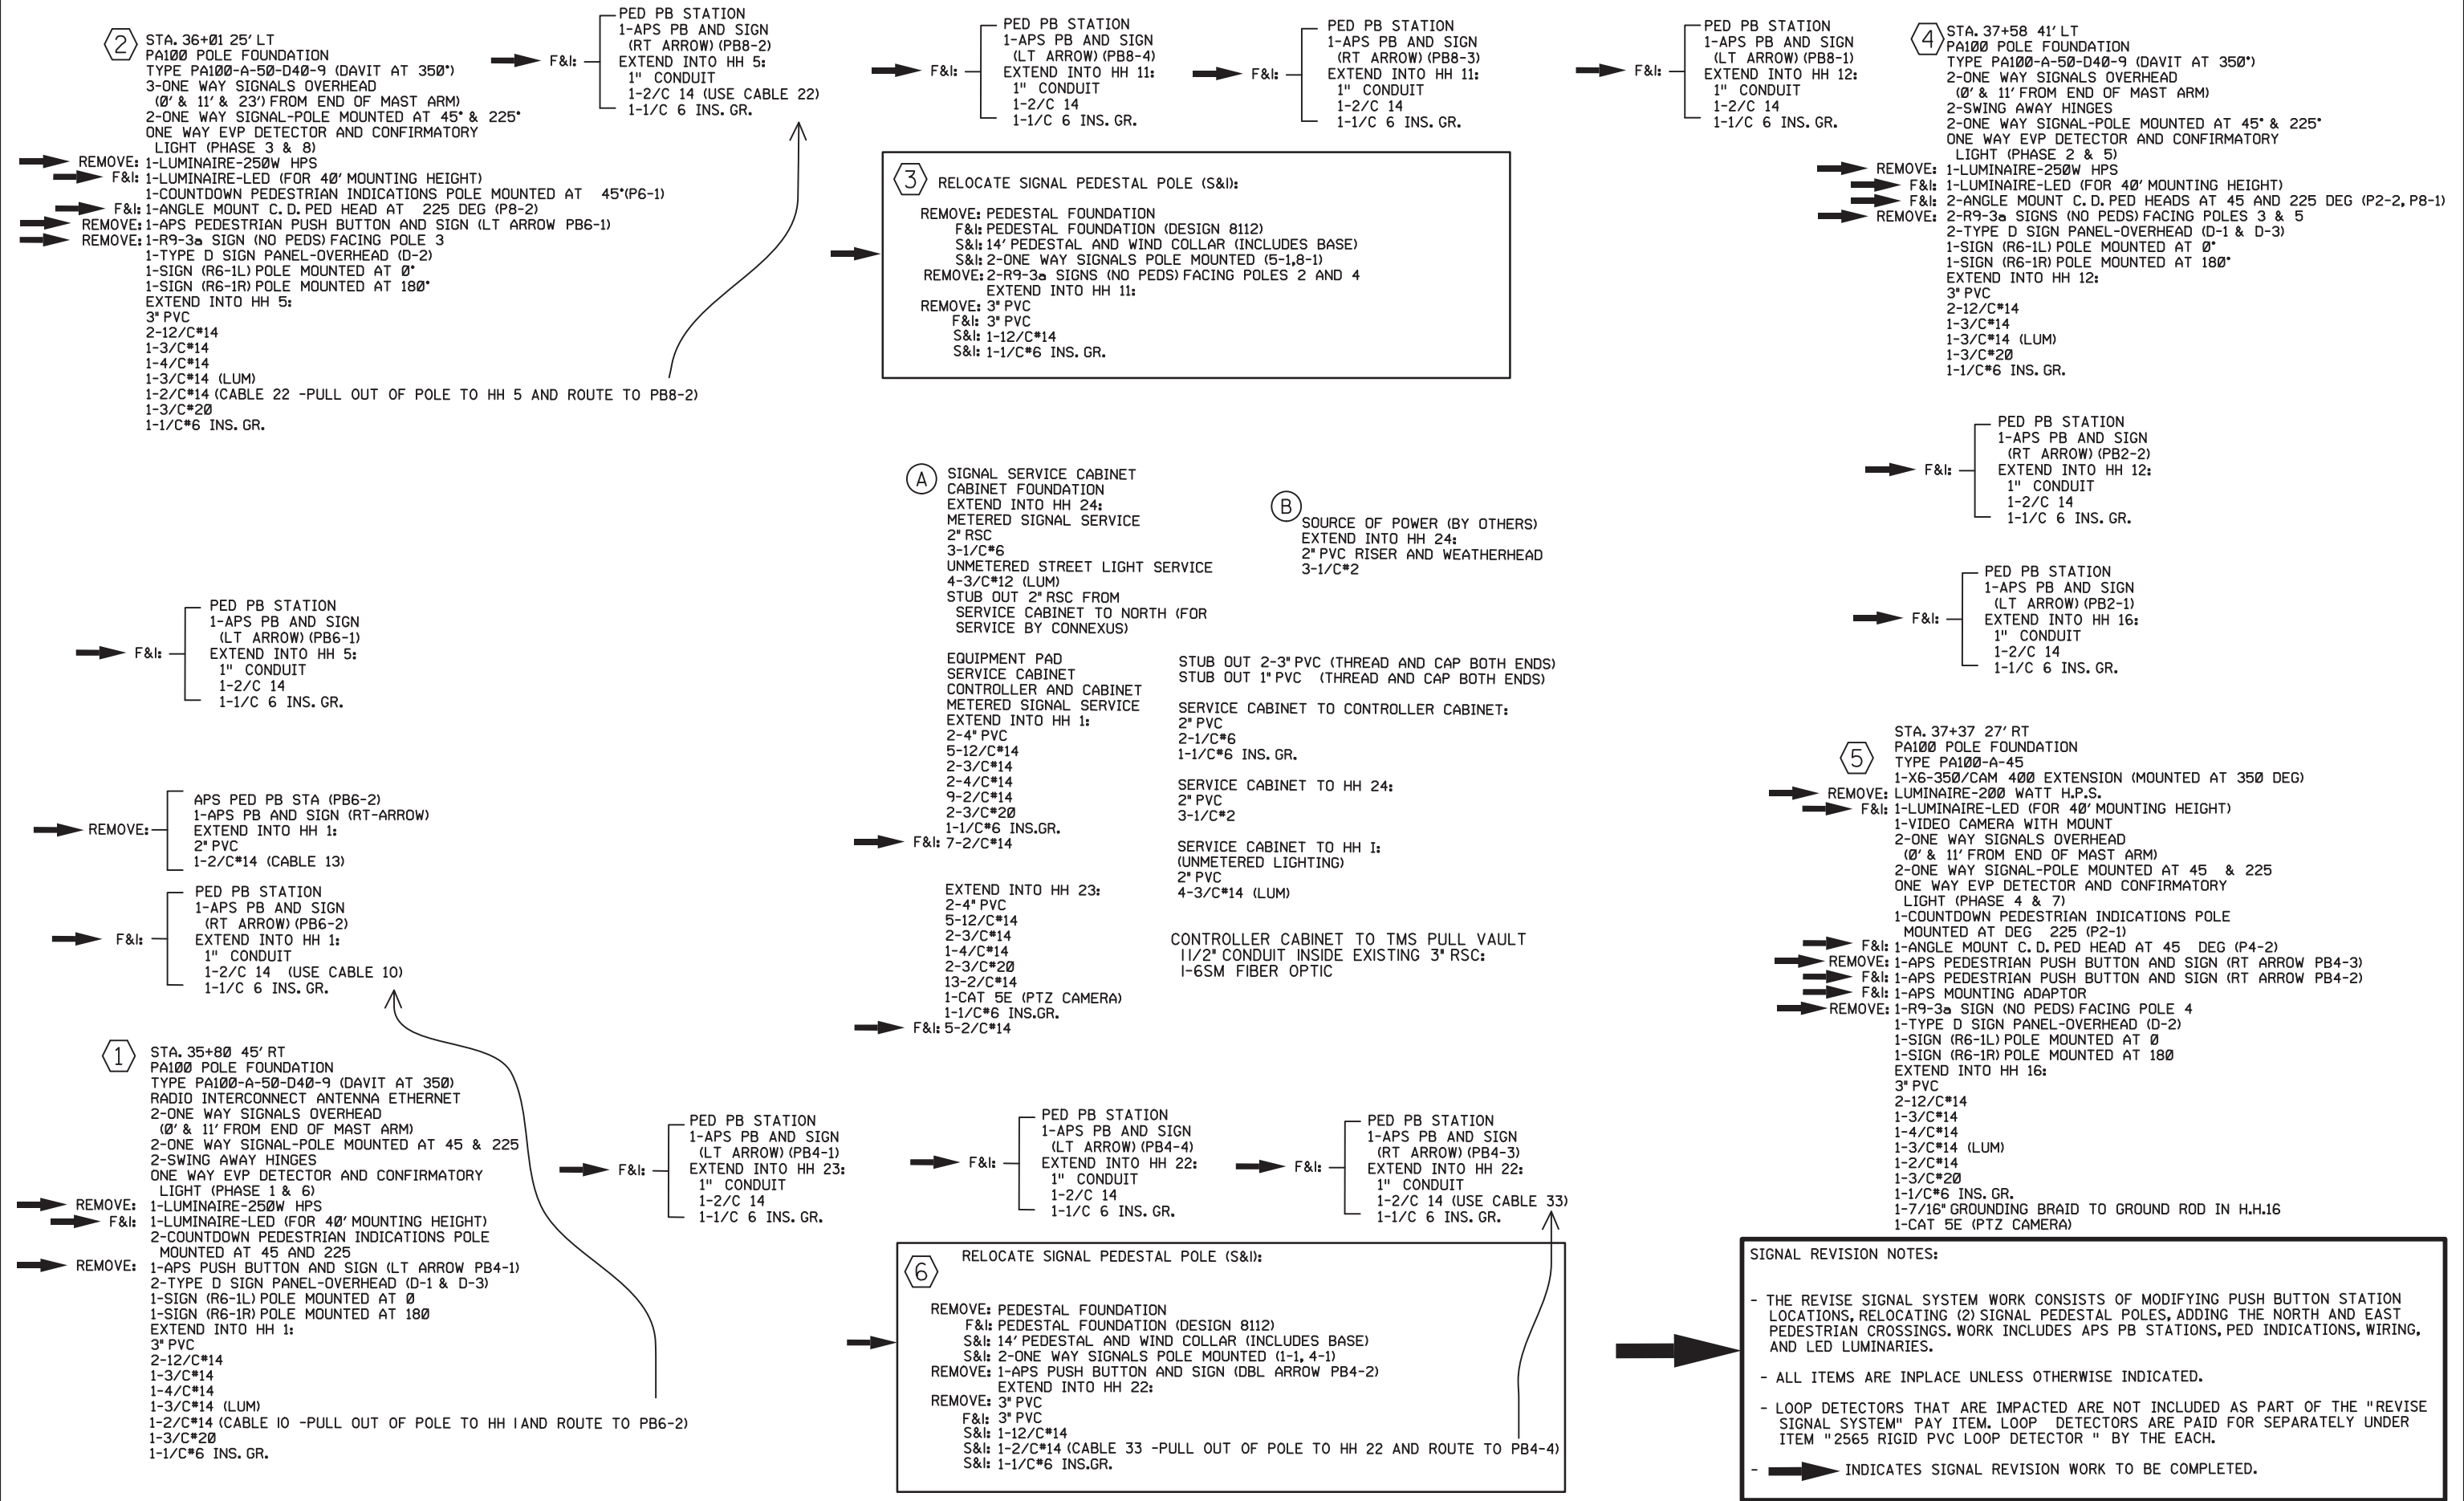 2
STA. 36+01 25' LT
PA100 POLE FOUNDATION
TYPE PA100-A-50-D40-9 (DAVIT AT 350°)
3-ONE WAY SIGNALS OVERHEAD
(0' & 11' & 23') FROM END OF MAST ARM)
2-ONE WAY SIGNAL-POLE MOUNTED AT 45° & 225°
ONE WAY EVP DETECTOR AND CONFIRMATORY
LIGHT (PHASE 3 & 8)
REMOVE: 1-LUMINAIRE-250W HPS
F&I: 1-LUMINAIRE-LED (FOR 40' MOUNTING HEIGHT)
1-COUNTDOWN PEDESTRIAN INDICATIONS POLE MOUNTED AT 45°(P6-1)
F&I: 1-ANGLE MOUNT C.D. PED HEAD AT 225 DEG (P8-2)
REMOVE: 1-APS PEDESTRIAN PUSH BUTTON AND SIGN (LT ARROW PB6-1)
REMOVE: 1-R9-3a SIGN (NO PEDS) FACING POLE 3
1-TYPE D SIGN PANEL-OVERHEAD (D-2)
1-SIGN (R6-1L) POLE MOUNTED AT 0°
1-SIGN (R6-1R) POLE MOUNTED AT 180°
EXTEND INTO HH 5:
3" PVC
2-12/C#14
1-3/C#14
1-4/C#14
1-3/C#14 (LUM)
1-2/C#14 (CABLE 22 -PULL OUT OF POLE TO HH 5 AND ROUTE TO PB8-2)
1-3/C#20
1-1/C#6 INS. GR.
F&I:
PED PB STATION
1-APS PB AND SIGN
(RT ARROW) (PB8-2)
EXTEND INTO HH 5:
1" CONDUIT
1-2/C 14 (USE CABLE 22)
1-1/C 6 INS. GR.
F&I:
PED PB STATION
1-APS PB AND SIGN
(LT ARROW) (PB8-4)
EXTEND INTO HH 11:
1" CONDUIT
1-2/C 14
1-1/C 6 INS. GR.
F&I:
PED PB STATION
1-APS PB AND SIGN
(RT ARROW) (PB8-3)
EXTEND INTO HH 11:
1" CONDUIT
1-2/C 14
1-1/C 6 INS. GR.
F&I:
PED PB STATION
1-APS PB AND SIGN
(LT ARROW) (PB8-1)
EXTEND INTO HH 12:
1" CONDUIT
1-2/C 14
1-1/C 6 INS. GR.
3
RELOCATE SIGNAL PEDESTAL POLE (S&I):
REMOVE: PEDESTAL FOUNDATION
F&I: PEDESTAL FOUNDATION (DESIGN 8112)
S&I: 14' PEDESTAL AND WIND COLLAR (INCLUDES BASE)
S&I: 2-ONE WAY SIGNALS POLE MOUNTED (5-1,8-1)
REMOVE: 2-R9-3a SIGNS (NO PEDS) FACING POLES 2 AND 4
EXTEND INTO HH 11:
REMOVE: 3" PVC
F&I: 3" PVC
S&I: 1-12/C#14
S&I: 1-1/C#6 INS. GR.
4
STA. 37+58 41' LT
PA100 POLE FOUNDATION
TYPE PA100-A-50-D40-9 (DAVIT AT 350°)
2-ONE WAY SIGNALS OVERHEAD
(0' & 11' FROM END OF MAST ARM)
2-SWING AWAY HINGES
2-ONE WAY SIGNAL-POLE MOUNTED AT 45° & 225°
ONE WAY EVP DETECTOR AND CONFIRMATORY
LIGHT (PHASE 2 & 5)
REMOVE: 1-LUMINAIRE-250W HPS
F&I: 1-LUMINAIRE-LED (FOR 40' MOUNTING HEIGHT)
F&I: 2-ANGLE MOUNT C.D. PED HEADS AT 45 AND 225 DEG (P2-2, P8-1)
REMOVE: 2-R9-3a SIGNS (NO PEDS) FACING POLES 3 & 5
2-TYPE D SIGN PANEL-OVERHEAD (D-1 & D-3)
1-SIGN (R6-1L) POLE MOUNTED AT 0°
1-SIGN (R6-1R) POLE MOUNTED AT 180°
EXTEND INTO HH 12:
3" PVC
2-12/C#14
1-3/C#14
1-3/C#14 (LUM)
1-3/C#20
1-1/C#6 INS. GR.
F&I:
PED PB STATION
1-APS PB AND SIGN
(RT ARROW) (PB2-2)
EXTEND INTO HH 12:
1" CONDUIT
1-2/C 14
1-1/C 6 INS. GR.
A
SIGNAL SERVICE CABINET
CABINET FOUNDATION
EXTEND INTO HH 24:
METERED SIGNAL SERVICE
2" RSC
3-1/C#6
UNMETERED STREET LIGHT SERVICE
4-3/C#12 (LUM)
STUB OUT 2" RSC FROM
SERVICE CABINET TO NORTH (FOR
SERVICE BY CONNEXUS)
EQUIPMENT PAD
SERVICE CABINET
CONTROLLER AND CABINET
METERED SIGNAL SERVICE
EXTEND INTO HH 1:
2-4" PVC
5-12/C#14
2-3/C#14
2-4/C#14
9-2/C#14
2-3/C#20
1-1/C#6 INS.GR.
F&I: 7-2/C#14
EXTEND INTO HH 23:
2-4" PVC
5-12/C#14
2-3/C#14
1-4/C#14
2-3/C#20
13-2/C#14
1-CAT 5E (PTZ CAMERA)
1-1/C#6 INS.GR.
F&I: 5-2/C#14
B
SOURCE OF POWER (BY OTHERS)
EXTEND INTO HH 24:
2" PVC RISER AND WEATHERHEAD
3-1/C#2
STUB OUT 2-3" PVC (THREAD AND CAP BOTH ENDS)
STUB OUT 1" PVC (THREAD AND CAP BOTH ENDS)
SERVICE CABINET TO CONTROLLER CABINET:
2" PVC
2-1/C#6
1-1/C#6 INS. GR.
SERVICE CABINET TO HH 24:
2" PVC
3-1/C#2
SERVICE CABINET TO HH I:
(UNMETERED LIGHTING)
2" PVC
4-3/C#14 (LUM)
CONTROLLER CABINET TO TMS PULL VAULT
11/2" CONDUIT INSIDE EXISTING 3" RSC:
1-6SM FIBER OPTIC
F&I:
PED PB STATION
1-APS PB AND SIGN
(LT ARROW) (PB2-1)
EXTEND INTO HH 16:
1" CONDUIT
1-2/C 14
1-1/C 6 INS. GR.
F&I:
PED PB STATION
1-APS PB AND SIGN
(LT ARROW) (PB6-1)
EXTEND INTO HH 5:
1" CONDUIT
1-2/C 14
1-1/C 6 INS. GR.
REMOVE:
APS PED PB STA (PB6-2)
1-APS PB AND SIGN (RT-ARROW)
EXTEND INTO HH 1:
2" PVC
1-2/C#14 (CABLE 13)
F&I:
PED PB STATION
1-APS PB AND SIGN
(RT ARROW) (PB6-2)
EXTEND INTO HH 1:
1" CONDUIT
1-2/C 14 (USE CABLE 10)
1-1/C 6 INS. GR.
5
STA. 37+37 27' RT
PA100 POLE FOUNDATION
TYPE PA100-A-45
1-X6-350/CAM 400 EXTENSION (MOUNTED AT 350 DEG)
REMOVE: LUMINAIRE-200 WATT H.P.S.
F&I: 1-LUMINAIRE-LED (FOR 40' MOUNTING HEIGHT)
1-VIDEO CAMERA WITH MOUNT
2-ONE WAY SIGNALS OVERHEAD
(0' & 11' FROM END OF MAST ARM)
2-ONE WAY SIGNAL-POLE MOUNTED AT 45 & 225
ONE WAY EVP DETECTOR AND CONFIRMATORY
LIGHT (PHASE 4 & 7)
1-COUNTDOWN PEDESTRIAN INDICATIONS POLE
MOUNTED AT DEG 225 (P2-1)
F&I: 1-ANGLE MOUNT C.D. PED HEAD AT 45 DEG (P4-2)
REMOVE: 1-APS PEDESTRIAN PUSH BUTTON AND SIGN (RT ARROW PB4-3)
F&I: 1-APS PEDESTRIAN PUSH BUTTON AND SIGN (RT ARROW PB4-2)
F&I: 1-APS MOUNTING ADAPTOR
REMOVE: 1-R9-3a SIGN (NO PEDS) FACING POLE 4
1-TYPE D SIGN PANEL-OVERHEAD (D-2)
1-SIGN (R6-1L) POLE MOUNTED AT 0
1-SIGN (R6-1R) POLE MOUNTED AT 180
EXTEND INTO HH 16:
3" PVC
2-12/C#14
1-3/C#14
1-4/C#14
1-3/C#14 (LUM)
1-2/C#14
1-3/C#20
1-1/C#6 INS. GR.
1-7/16" GROUNDING BRAID TO GROUND ROD IN H.H.16
1-CAT 5E (PTZ CAMERA)
1
STA. 35+80 45' RT
PA100 POLE FOUNDATION
TYPE PA100-A-50-D40-9 (DAVIT AT 350)
RADIO INTERCONNECT ANTENNA ETHERNET
2-ONE WAY SIGNALS OVERHEAD
(0' & 11' FROM END OF MAST ARM)
2-ONE WAY SIGNAL-POLE MOUNTED AT 45 & 225
2-SWING AWAY HINGES
ONE WAY EVP DETECTOR AND CONFIRMATORY
LIGHT (PHASE 1 & 6)
REMOVE: 1-LUMINAIRE-250W HPS
F&I: 1-LUMINAIRE-LED (FOR 40' MOUNTING HEIGHT)
2-COUNTDOWN PEDESTRIAN INDICATIONS POLE
MOUNTED AT 45 AND 225
REMOVE: 1-APS PUSH BUTTON AND SIGN (LT ARROW PB4-1)
2-TYPE D SIGN PANEL-OVERHEAD (D-1 & D-3)
1-SIGN (R6-1L) POLE MOUNTED AT 0
1-SIGN (R6-1R) POLE MOUNTED AT 180
EXTEND INTO HH 1:
3" PVC
2-12/C#14
1-3/C#14
1-4/C#14
1-3/C#14 (LUM)
1-2/C#14 (CABLE IO -PULL OUT OF POLE TO HH 1 AND ROUTE TO PB6-2)
1-3/C#20
1-1/C#6 INS. GR.
F&I:
PED PB STATION
1-APS PB AND SIGN
(LT ARROW) (PB4-1)
EXTEND INTO HH 23:
1" CONDUIT
1-2/C 14
1-1/C 6 INS. GR.
F&I:
PED PB STATION
1-APS PB AND SIGN
(LT ARROW) (PB4-4)
EXTEND INTO HH 22:
1" CONDUIT
1-2/C 14
1-1/C 6 INS. GR.
F&I:
PED PB STATION
1-APS PB AND SIGN
(RT ARROW) (PB4-3)
EXTEND INTO HH 22:
1" CONDUIT
1-2/C 14 (USE CABLE 33)
1-1/C 6 INS. GR.
6
RELOCATE SIGNAL PEDESTAL POLE (S&I):
REMOVE: PEDESTAL FOUNDATION
F&I: PEDESTAL FOUNDATION (DESIGN 8112)
S&I: 14' PEDESTAL AND WIND COLLAR (INCLUDES BASE)
S&I: 2-ONE WAY SIGNALS POLE MOUNTED (1-1, 4-1)
REMOVE: 1-APS PUSH BUTTON AND SIGN (DBL ARROW PB4-2)
EXTEND INTO HH 22:
REMOVE: 3" PVC
F&I: 3" PVC
S&I: 1-12/C#14
S&I: 1-2/C#14 (CABLE 33 -PULL OUT OF POLE TO HH 22 AND ROUTE TO PB4-4)
S&I: 1-1/C#6 INS.GR.
SIGNAL REVISION NOTES:
- THE REVISE SIGNAL SYSTEM WORK CONSISTS OF MODIFYING PUSH BUTTON STATION
LOCATIONS, RELOCATING (2) SIGNAL PEDESTAL POLES, ADDING THE NORTH AND EAST
PEDESTRIAN CROSSINGS. WORK INCLUDES APS PB STATIONS, PED INDICATIONS, WIRING,
AND LED LUMINARIES.
- ALL ITEMS ARE INPLACE UNLESS OTHERWISE INDICATED.
- LOOP DETECTORS THAT ARE IMPACTED ARE NOT INCLUDED AS PART OF THE "REVISE
SIGNAL SYSTEM" PAY ITEM. LOOP DETECTORS ARE PAID FOR SEPARATELY UNDER
ITEM "2565 RIGID PVC LOOP DETECTOR " BY THE EACH.
- INDICATES SIGNAL REVISION WORK TO BE COMPLETED.